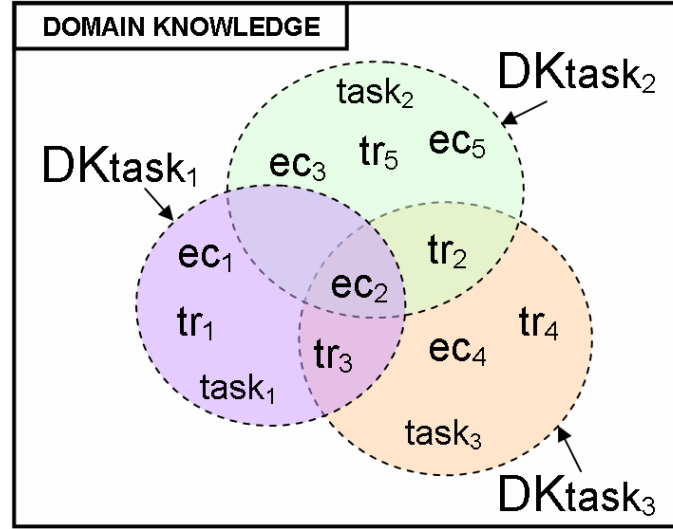 DOMAIN KNOWLEDGE
DKtask₂
task₂
tr₅
ec₅
ec₃
DKtask₁
ec₁
tr₂
ec₂
tr₁
tr₄
tr₃
ec₄
task₁
task₃
DKtask₃